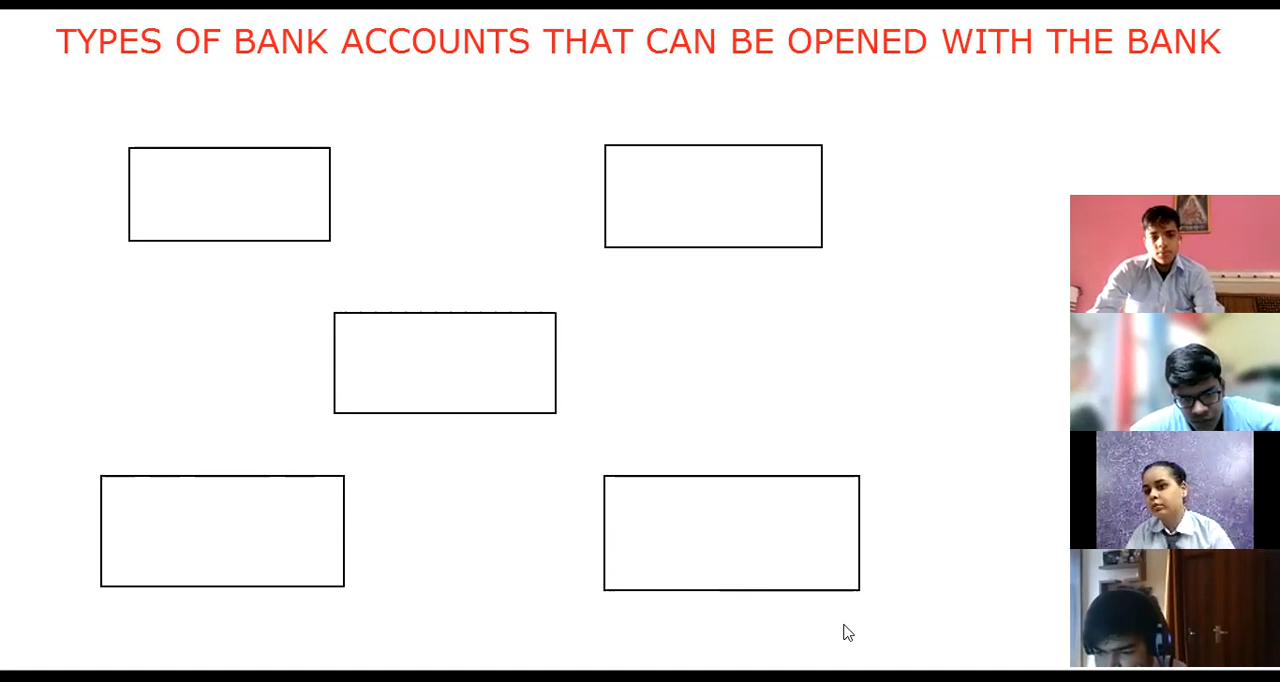 TYPES OF BANK ACCOUNTS THAT CAN BE OPENED WITH THE BANK